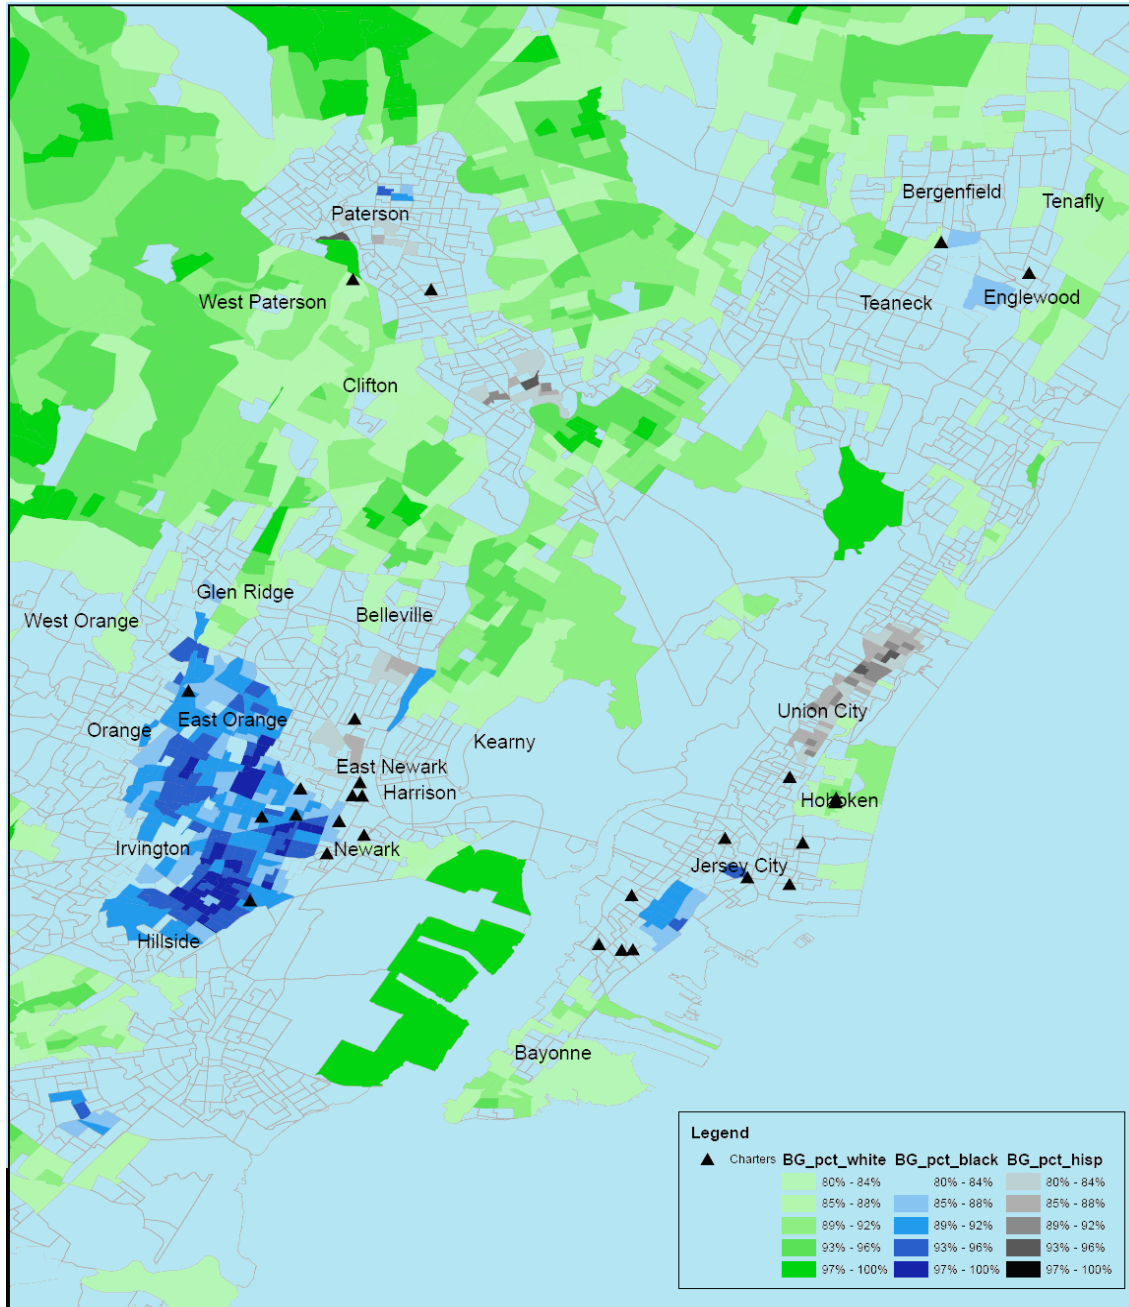 Bergenfield
Tenafly
Paterson
West Paterson
Teaneck
Englewood
Clifton
Glen Ridge
Belleville
West Orange
Orange
East Orange
Union City
Kearny
East Newark
Harrison
Hoboken
Irvington
Newark
Jersey City
Hillside
Bayonne
Legend
Charters BG_pct_white BG_pct_black BG_pct_hisp
80% - 84% 80% - 84% 80% - 84%
85% - 88% 85% - 88% 85% - 88%
89% - 92% 89% - 92% 89% - 92%
93% - 96% 93% - 96% 93% - 96%
97% - 100% 97% - 100% 97% - 100%